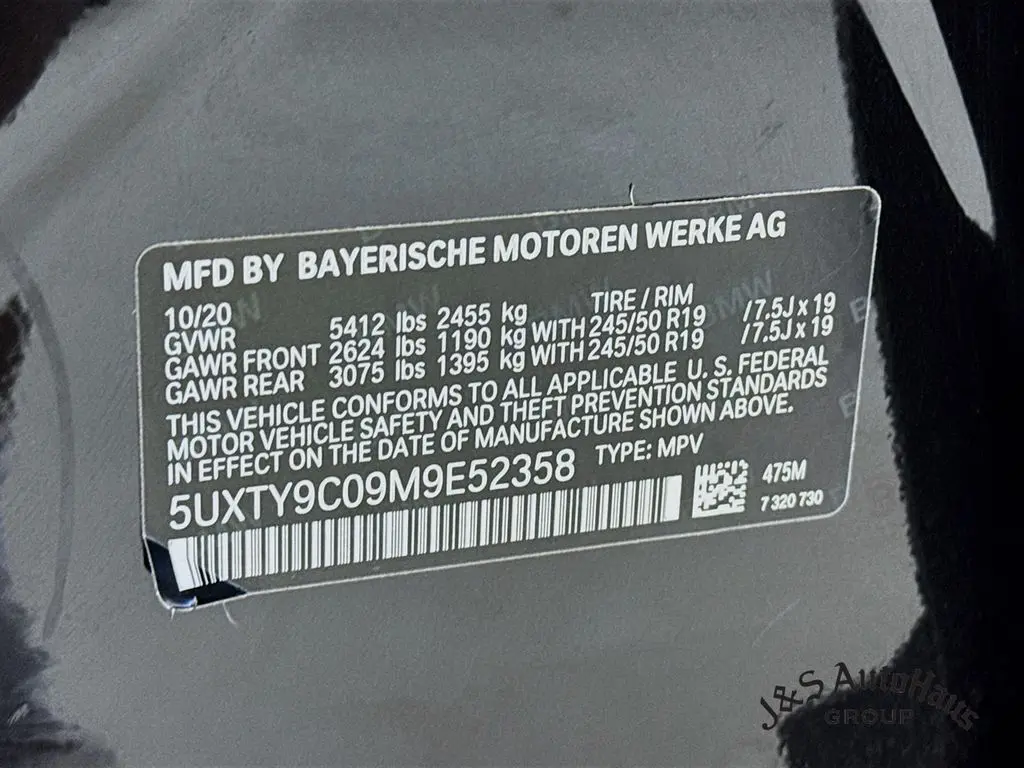 MFD BY BAYERISCHE MOTOREN WERKE AG
10/20 TIRE / RIM
GVWR 5412 lbs 2455 kg
GAWR FRONT 2624 lbs 1190 kg WITH 245/50 R19 /7.5J x 19
GAWR REAR 3075 lbs 1395 kg WITH 245/50 R19 /7.5J x 19
THIS VEHICLE CONFORMS TO ALL APPLICABLE U. S. FEDERAL
MOTOR VEHICLE SAFETY AND THEFT PREVENTION STANDARDS
IN EFFECT ON THE DATE OF MANUFACTURE SHOWN ABOVE.
5UXTY9C09M9E52358 TYPE: MPV
475M
7 320 730
J&S AutoHaus
GROUP